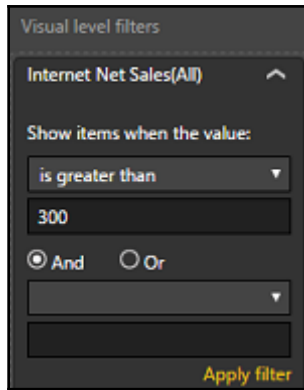 Visual level filters
Internet Net Sales(All)
Show items when the value:
is greater than
300
And Or
Apply filter